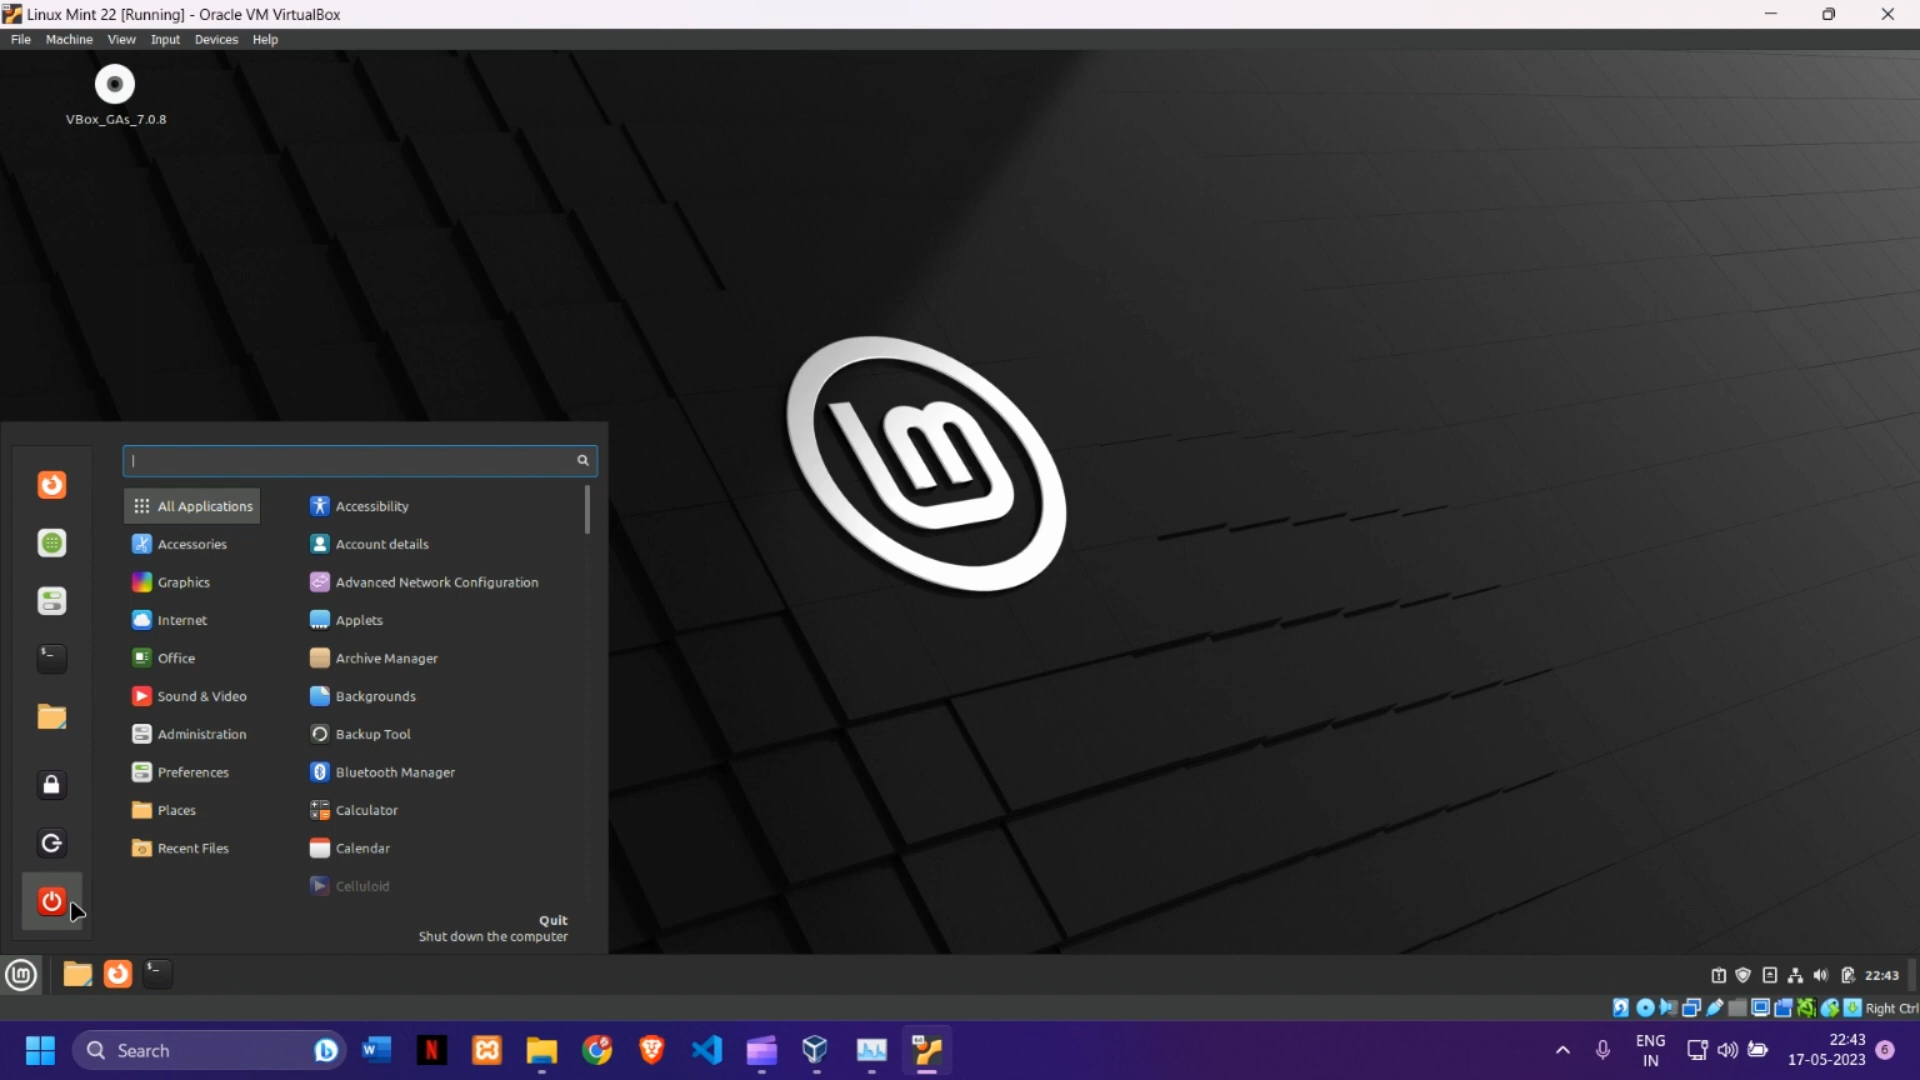 Linux Mint 22 [Running] - Oracle VM VirtualBox
File Machine View Input Devices Help
VBox_GAs_7.0.8
All Applications
Accessories
Graphics
Internet
Office
Sound & Video
Administration
Preferences
Places
Recent Files
Accessibility
Account details
Advanced Network Configuration
Applets
Archive Manager
Backgrounds
Backup Tool
Bluetooth Manager
Calculator
Calendar
Celluloid
Quit
Shut down the computer
22:43
Right Ctrl
Search
ENG
IN
22:43
17-05-2023
6